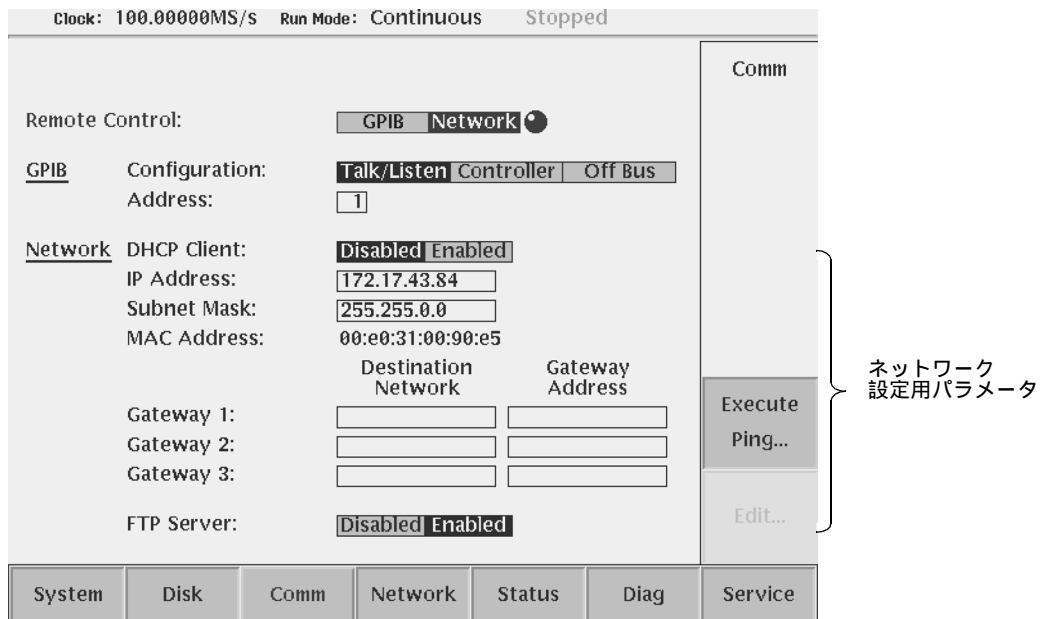 Clock: 100.00000MS/s Run Mode: Continuous Stopped
Comm
Remote Control: GPIB Network
GPIB Configuration: Talk/Listen Controller Off Bus
Address: 1
Network DHCP Client: Disabled Enabled
IP Address: 172.17.43.84
Subnet Mask: 255.255.0.0
MAC Address: 00:e0:31:00:90:e5
Destination Network
Gateway Address
Gateway 1:
Gateway 2:
Gateway 3:
FTP Server: Disabled Enabled
Execute
Ping...
Edit...
ネットワーク
設定用パラメータ
System Disk Comm Network Status Diag Service